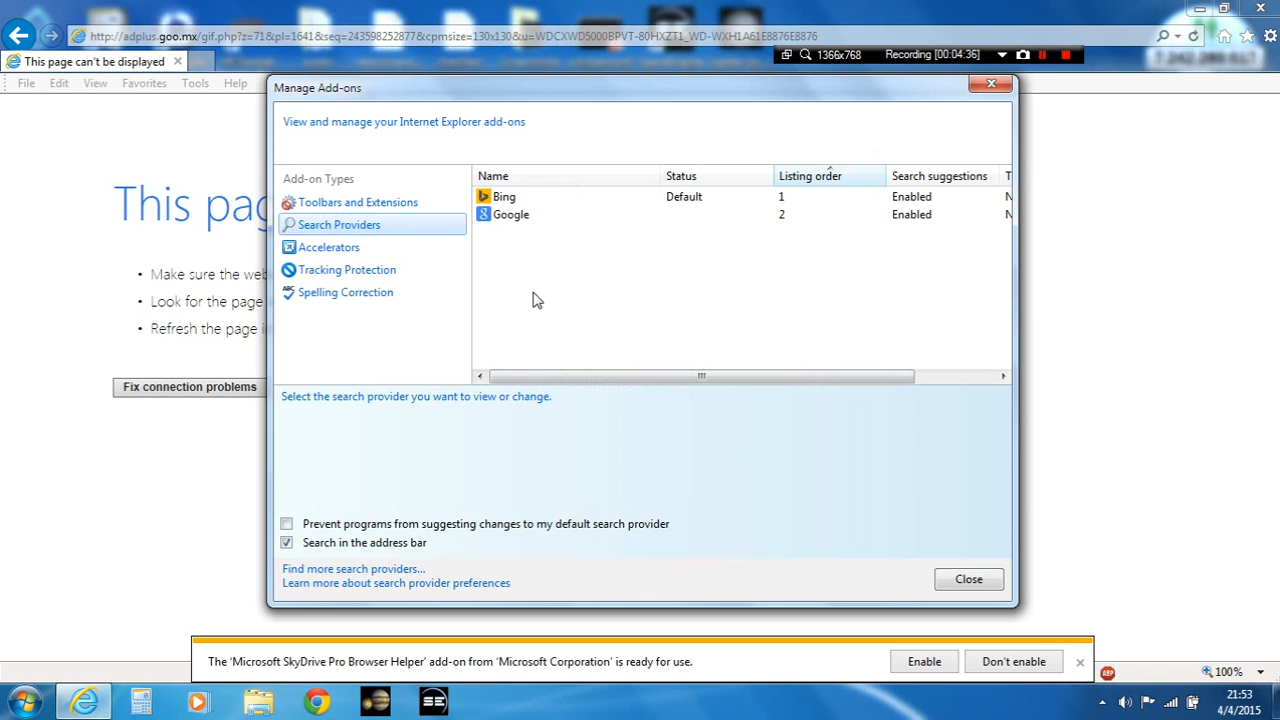 http://adplus.goo.mx/gif.php?z=71&pl=1641&seq=243598252877&cpmsize=130x130&u=WDCXWD5000BPVT-80HXZT1_WD-WXH1A61E8876E8876
This page can't be displayed
1366x768
Recording [00:04:36]
File Edit View Favorites Tools Help
Manage Add-ons
View and manage your Internet Explorer add-ons
Add-on Types
Toolbars and Extensions
Search Providers
Accelerators
Tracking Protection
Spelling Correction
Name Status Listing order Search suggestions T
Bing Default 1 Enabled N
Google 2 Enabled N
This pag
Make sure the web
Look for the page
Refresh the page i
Fix connection problems
Select the search provider you want to view or change.
Prevent programs from suggesting changes to my default search provider
Search in the address bar
Find more search providers...
Learn more about search provider preferences
Close
The 'Microsoft SkyDrive Pro Browser Helper' add-on from 'Microsoft Corporation' is ready for use.
Enable
Don't enable
ABP
100%
SE
21:53
4/4/2015